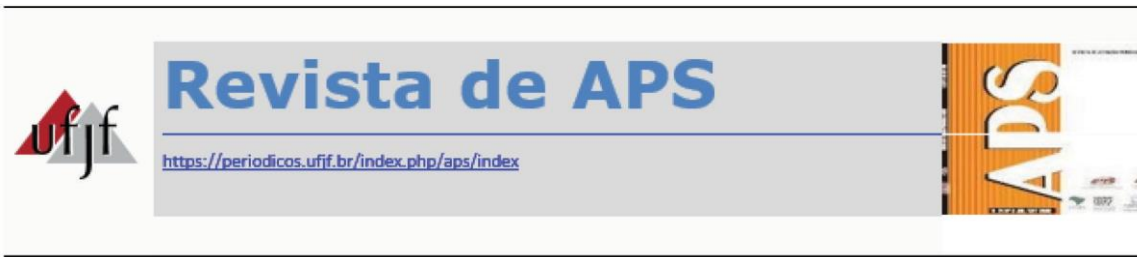 Revista de APS
ufjf
https://periodicos.ufjf.br/index.php/aps/index
APS